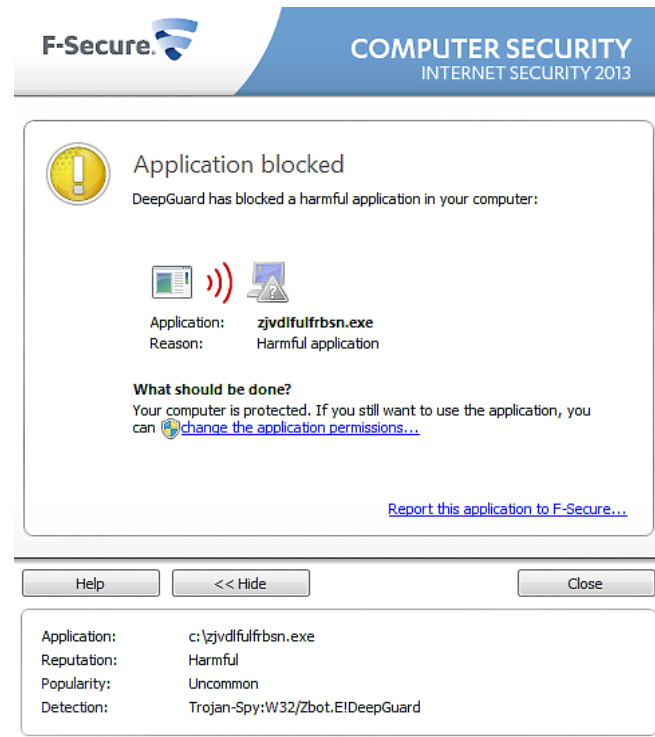 F-Secure.
COMPUTER SECURITY
INTERNET SECURITY 2013
Application blocked
DeepGuard has blocked a harmful application in your computer:
Application: zjvdlfulfrbsn.exe
Reason: Harmful application
What should be done?
Your computer is protected. If you still want to use the application, you
can change the application permissions...
Report this application to F-Secure...
Help << Hide Close
Application: c:\zjvdlfulfrbsn.exe
Reputation: Harmful
Popularity: Uncommon
Detection: Trojan-Spy:W32/Zbot.E!DeepGuard